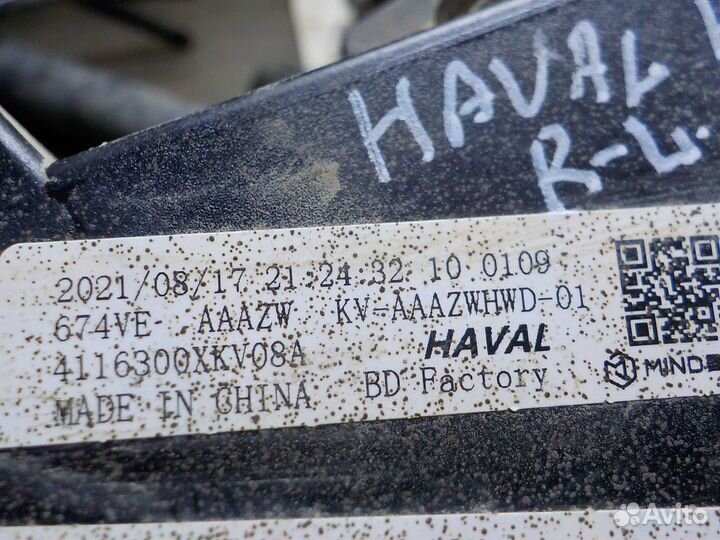 HAVAL
R-L.
2021/08/17 21:24:32 10 0109
674VE AAAZW KV-AAAZWHWD-01
4116300XKV08A HAVAL
MADE IN CHINA BD Factory
Avito